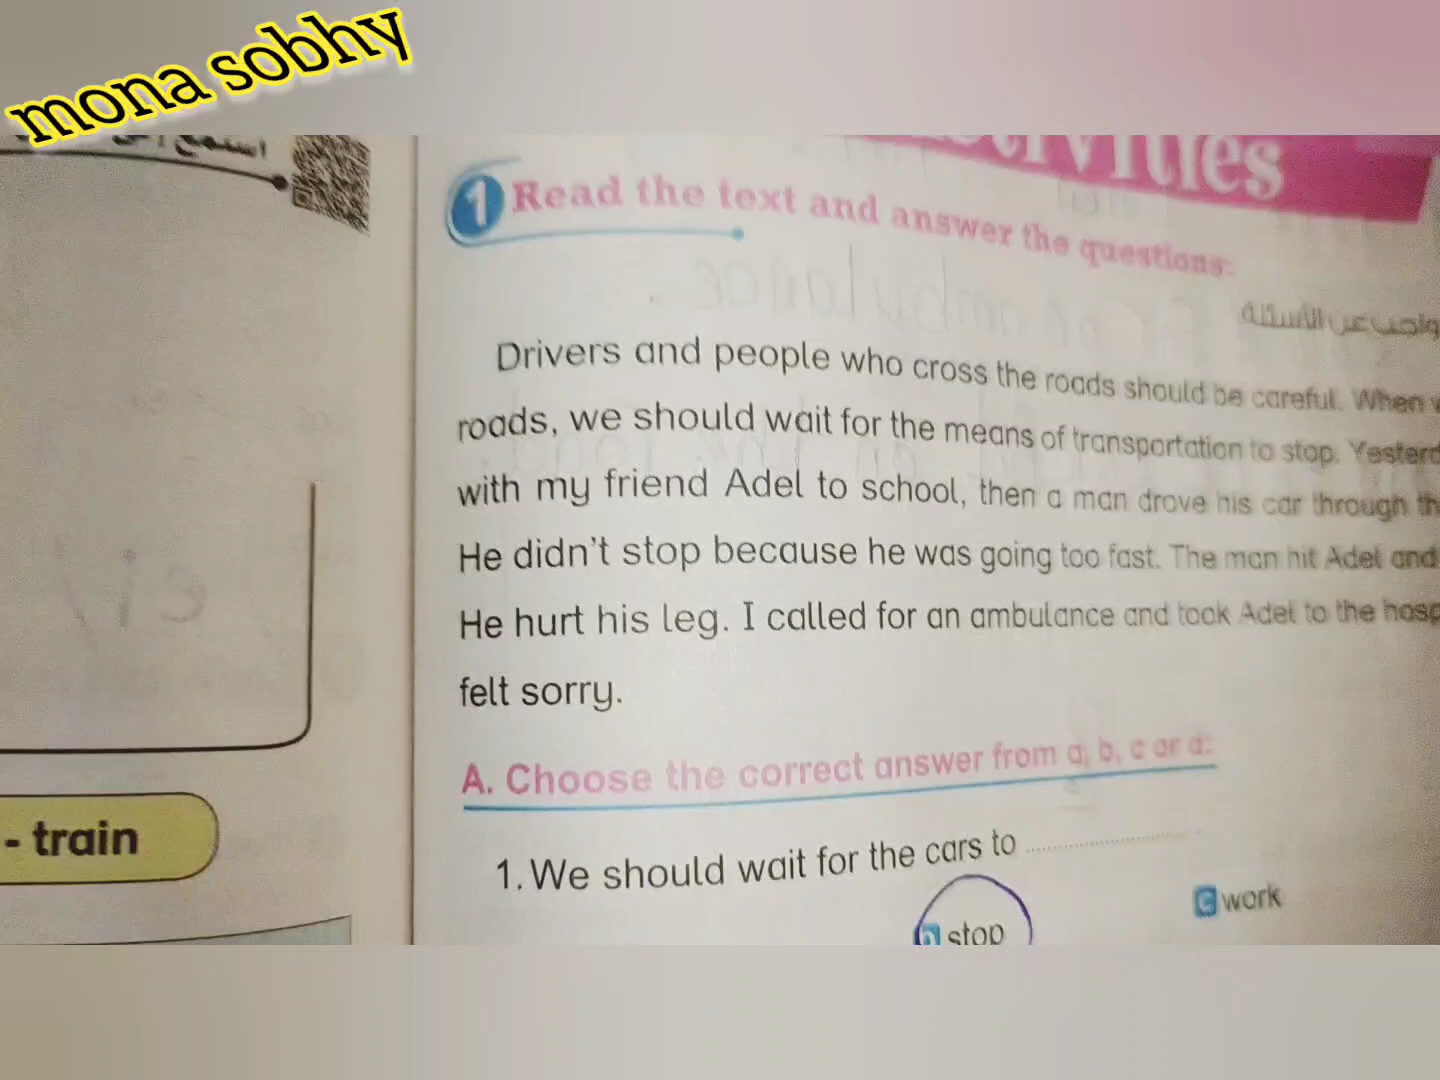 mona sobhy
استمع إلى
Activities
1 Read the text and answer the questions:
واجب عن الأسئلة
Drivers and people who cross the roads should be careful. When
roads, we should wait for the means of transportation to stop.
with my friend Adel to school, then a man drove his car through
He didn't stop because he was going too fast. The man hit Adel and
He hurt his leg. I called for an ambulance and took Adel to the
felt sorry.
A. Choose the correct answer from a, b, c or d:
- train
1. We should wait for the cars to ....................
b stop
c work